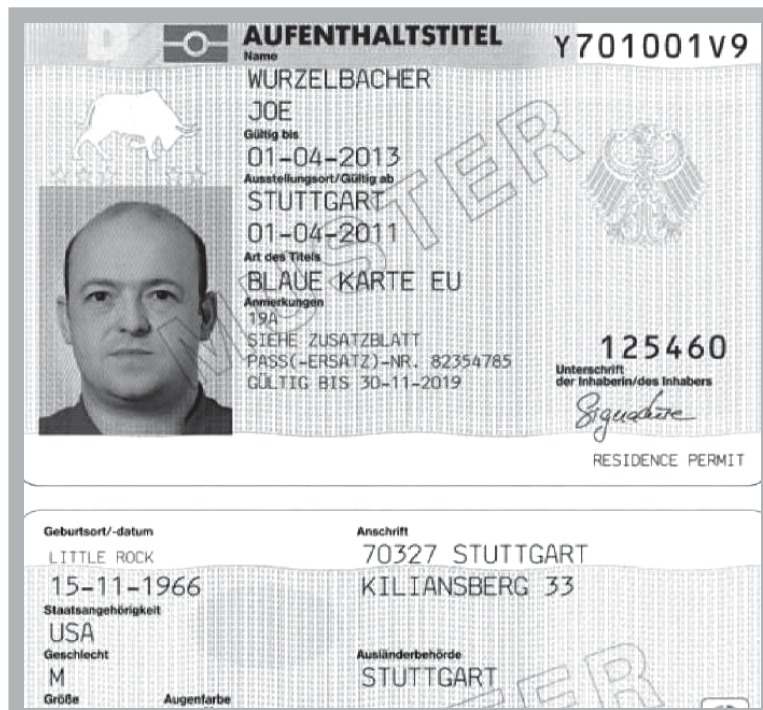 D
AUFENTHALTSTITEL
Y701001V9
Name
WURZELBACHER
JOE
Gültig bis
01-04-2013
Ausstellungsort/Gültig ab
STUTTGART
01-04-2011
Art des Titels
BLAUE KARTE EU
Anmerkungen
19A
SIEHE ZUSATZBLATT
PASS(-ERSATZ)-NR. 82354785
GÜLTIG BIS 30-11-2019
MUSTER
125460
Unterschrift
der Inhaberin/des Inhabers
Signature
RESIDENCE PERMIT
Geburtsort/-datum
LITTLE ROCK
15-11-1966
Staatsangehörigkeit
USA
Geschlecht
M
Größe
Augenfarbe
Anschrift
70327 STUTTGART
KILIANSBERG 33
Ausländerbehörde
STUTTGART
TER